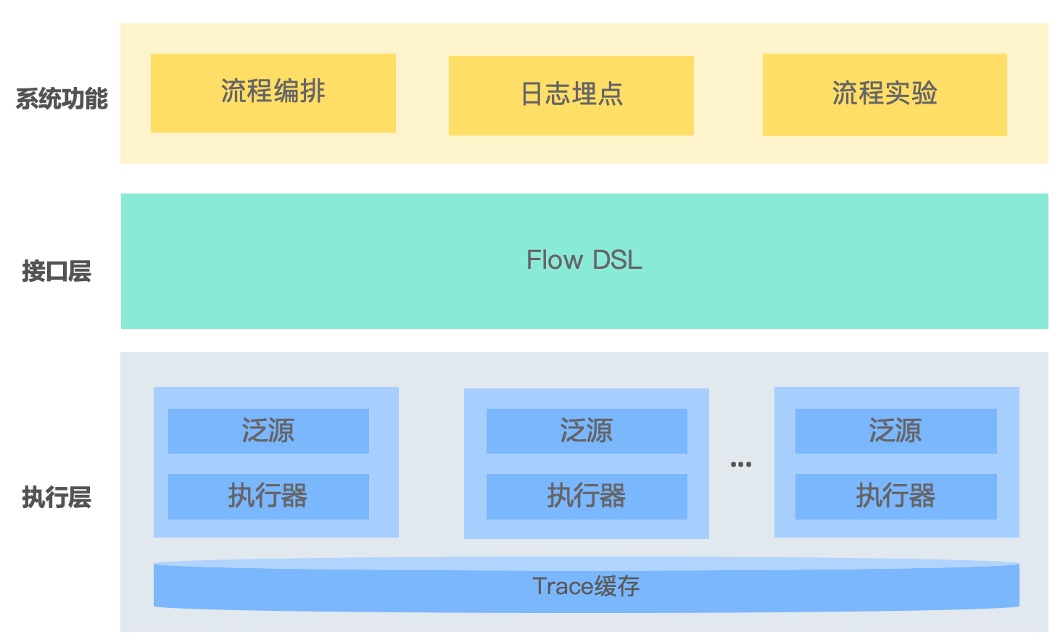 系统功能
流程编排
日志埋点
流程实验
接口层
Flow DSL
执行层
泛源
执行器
泛源
执行器
...
泛源
执行器
Trace缓存